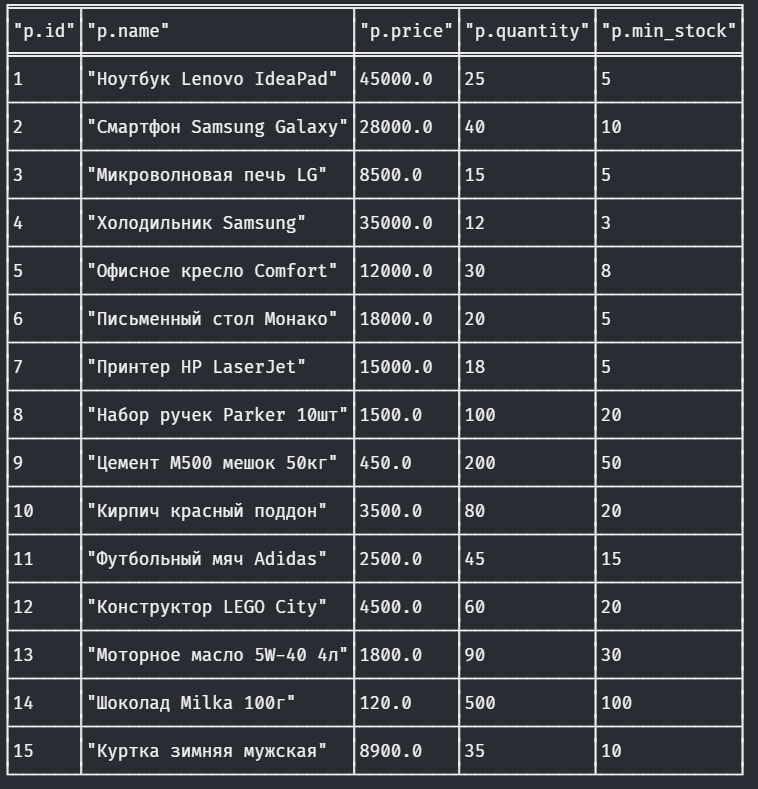 "p.id" "p.name" "p.price" "p.quantity" "p.min_stock"
1 "Ноутбук Lenovo IdeaPad" 45000.0 25 5
2 "Смартфон Samsung Galaxy" 28000.0 40 10
3 "Микроволновая печь LG" 8500.0 15 5
4 "Холодильник Samsung" 35000.0 12 3
5 "Офисное кресло Comfort" 12000.0 30 8
6 "Письменный стол Монако" 18000.0 20 5
7 "Принтер HP LaserJet" 15000.0 18 5
8 "Набор ручек Parker 10шт" 1500.0 100 20
9 "Цемент М500 мешок 50кг" 450.0 200 50
10 "Кирпич красный поддон" 3500.0 80 20
11 "Футбольный мяч Adidas" 2500.0 45 15
12 "Конструктор LEGO City" 4500.0 60 20
13 "Моторное масло 5W-40 4л" 1800.0 90 30
14 "Шоколад Milka 100г" 120.0 500 100
15 "Куртка зимняя мужская" 8900.0 35 10